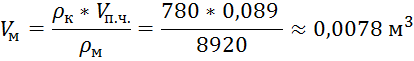 Vм = (ρк * Vп.ч.) / ρм = (780 * 0,089) / 8920 ≈ 0,0078 м³